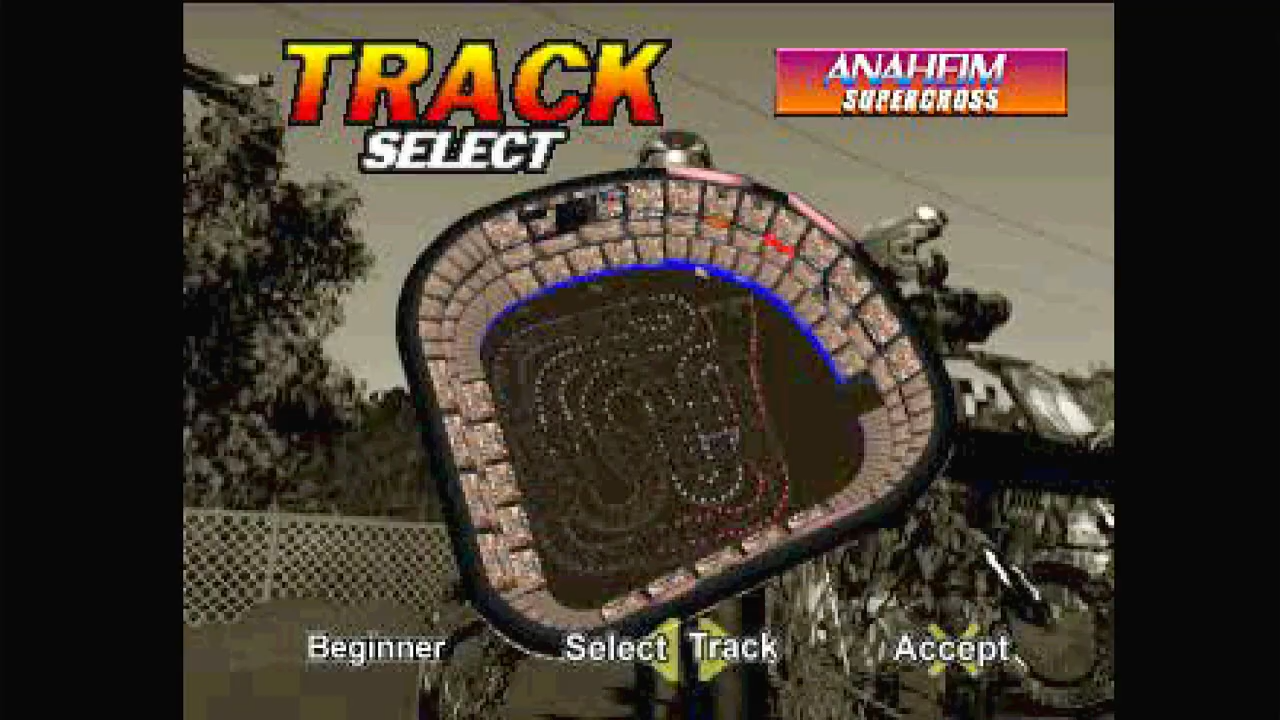 TRACK
SELECT
ANAHEIM
SUPERCROSS
Beginner
Select Track
Accept